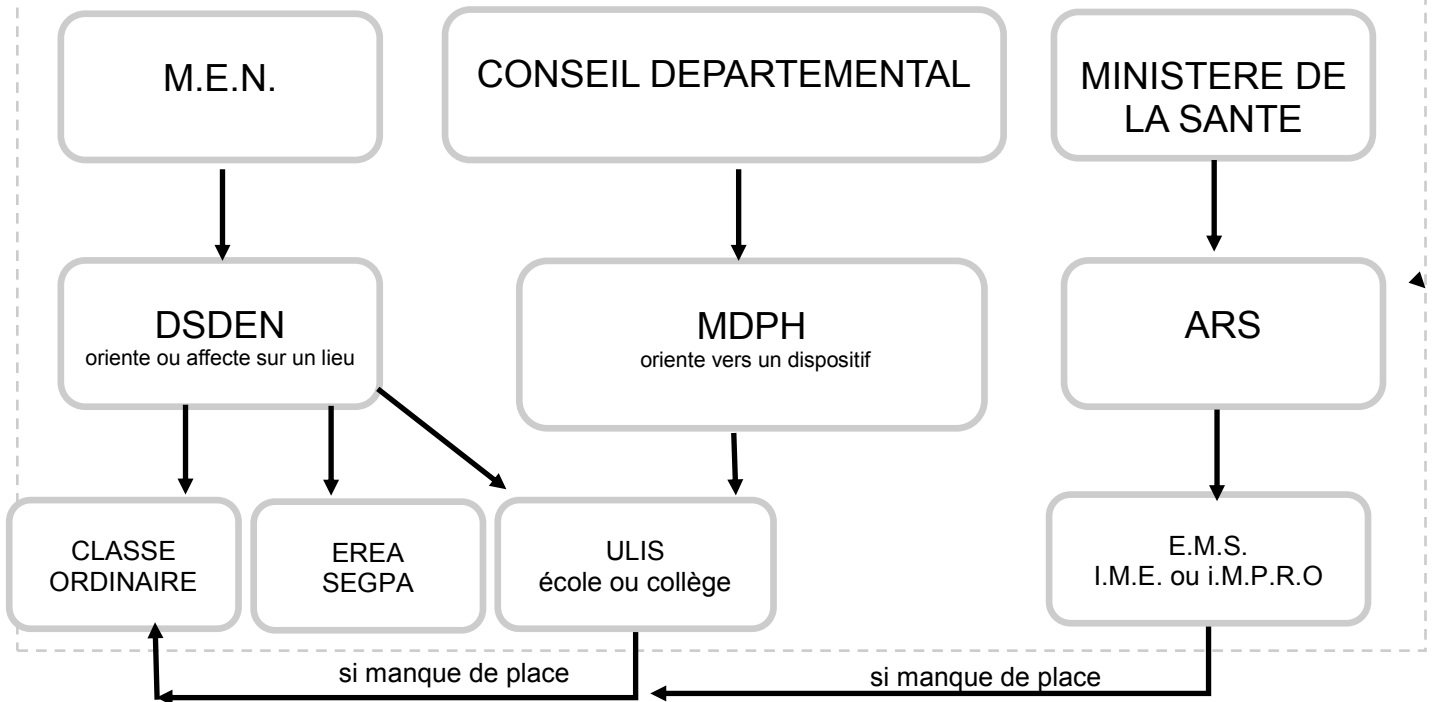 M.E.N.
CONSEIL DEPARTEMENTAL
MINISTERE DE
LA SANTE
DSDEN
oriente ou affecte sur un lieu
MDPH
oriente vers un dispositif
ARS
CLASSE
ORDINAIRE
EREA
SEGPA
ULIS
école ou collège
E.M.S.
I.M.E. ou i.M.P.R.O
si manque de place
si manque de place